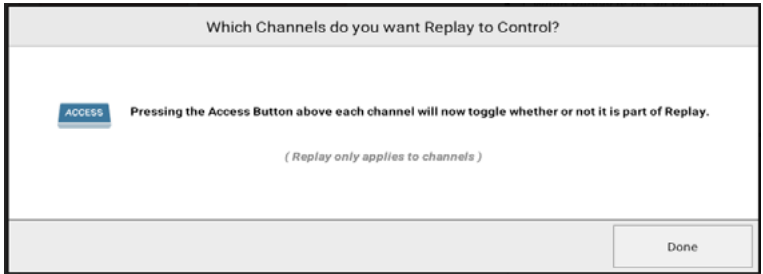 Which Channels do you want Replay to Control?
ACCESS
Pressing the Access Button above each channel will now toggle whether or not it is part of Replay.
( Replay only applies to channels )
Done